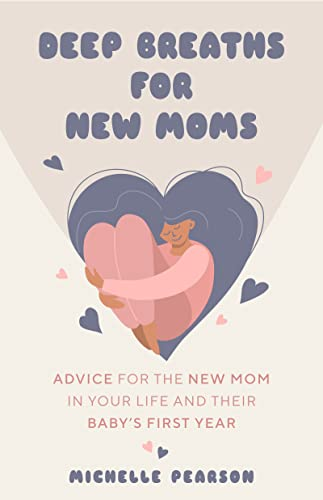 DEEP BREATHS
FOR
NEW MOMS
ADVICE FOR THE NEW MOM
IN YOUR LIFE AND THEIR
BABY'S FIRST YEAR
MICHELLE PEARSON